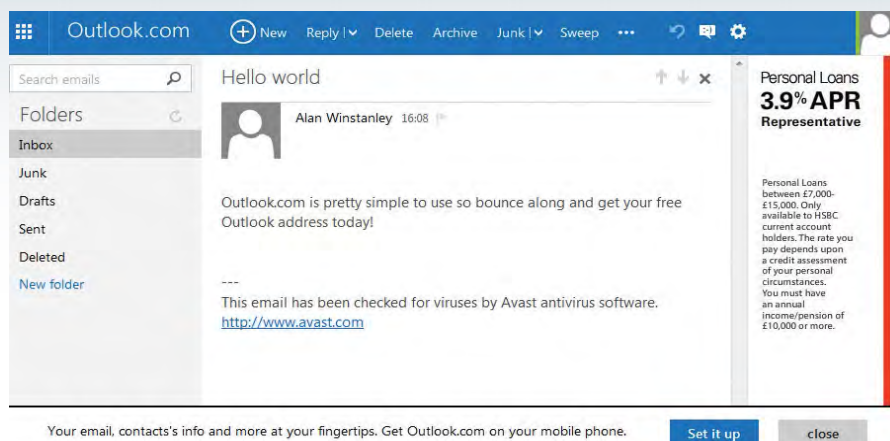 Outlook.com New Reply Delete Archive Junk Sweep •••
Search emails
Folders
Inbox
Junk
Drafts
Sent
Deleted
New folder
Hello world
Alan Winstanley 16:08
Outlook.com is pretty simple to use so bounce along and get your free
Outlook address today!
---
This email has been checked for viruses by Avast antivirus software.
http://www.avast.com
Personal Loans
3.9% APR
Representative
Personal Loans
between £7,000-
£15,000. Only
available to HSBC
current account
holders. The rate you
pay depends upon
a credit assessment
of your personal
circumstances.
You must have
an annual
income/pension of
£10,000 or more.
Your email, contacts's info and more at your fingertips. Get Outlook.com on your mobile phone. Set it up close